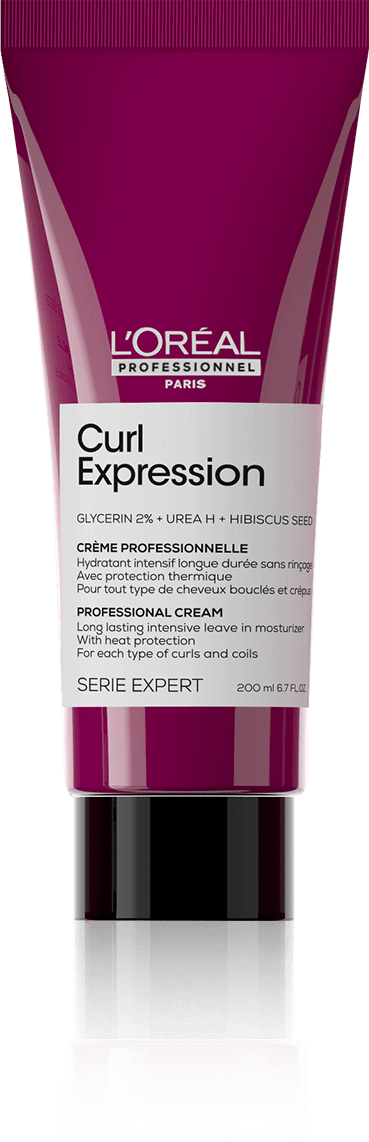 L'ORÉAL
PROFESSIONNEL
PARIS
Curl
Expression
GLYCERIN 2% + UREA H + HIBISCUS SEED
CRÈME PROFESSIONNELLE
Hydratant intensif longue durée sans rinçage
Avec protection thermique
Pour tout type de cheveux bouclés et crépus
PROFESSIONAL CREAM
Long lasting intensive leave in moisturizer
With heat protection
For each type of curls and coils
SERIE EXPERT
200 ml 6.7 FL.OZ.